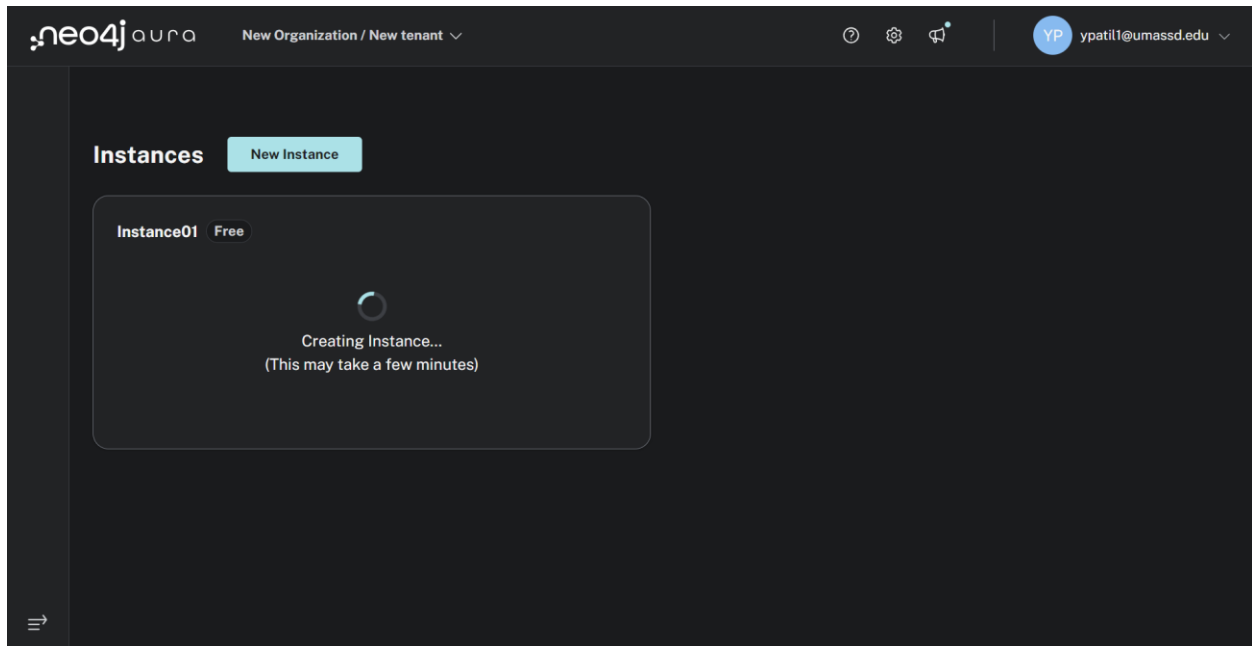 neo4j aura
New Organization / New tenant
YP
ypatil1@umassd.edu
Instances
New Instance
Instance01
Free
Creating Instance...
(This may take a few minutes)